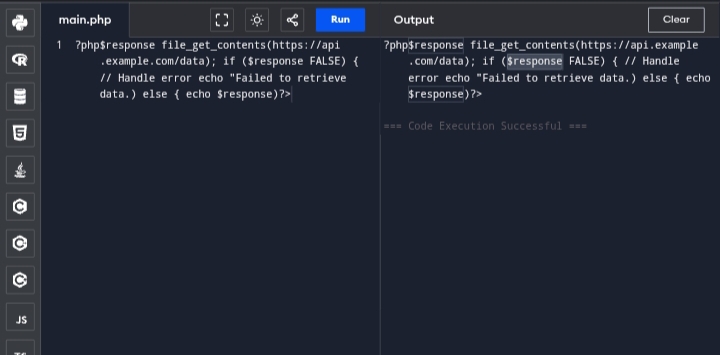 main.php
Run
Output
Clear
1 ?php$response file_get_contents(https://api
.example.com/data); if ($response FALSE) {
// Handle error echo "Failed to retrieve
data.) else { echo $response)?>
?php$response file_get_contents(https://api.example
.com/data); if ($response FALSE) { // Handle
error echo "Failed to retrieve data.) else { echo
$response)?>
=== Code Execution Successful ===
R
5
C
C
C
JS